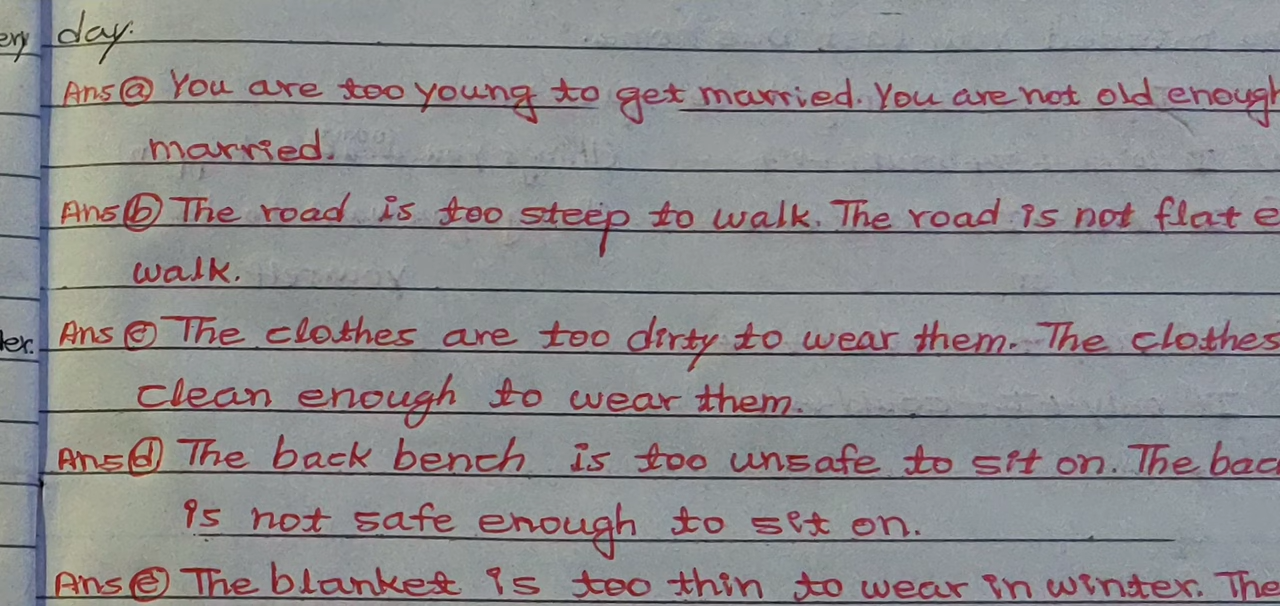 ery day.
Ans ⓐ You are too young to get married. You are not old enough
married.
Ans ⓑ The road is too steep to walk. The road is not flat e
walk.
ter. Ans ⓒ The clothes are too dirty to wear them. The clothes
clean enough to wear them.
Ans ⓓ The back bench is too unsafe to sit on. The bac
is not safe enough to sit on.
Ans ⓔ The blanket is too thin to wear in winter. The